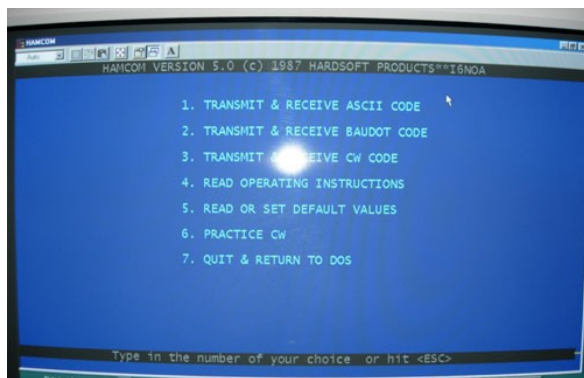 HAMCOM
Auto
A
HAMCOM VERSION 5.0 (c) 1987 HARDSOFT PRODUCTS**I6NOA
1. TRANSMIT & RECEIVE ASCII CODE
2. TRANSMIT & RECEIVE BAUDOT CODE
3. TRANSMIT & RECEIVE CW CODE
4. READ OPERATING INSTRUCTIONS
5. READ OR SET DEFAULT VALUES
6. PRACTICE CW
7. QUIT & RETURN TO DOS
Type in the number of your choice or hit <ESC>